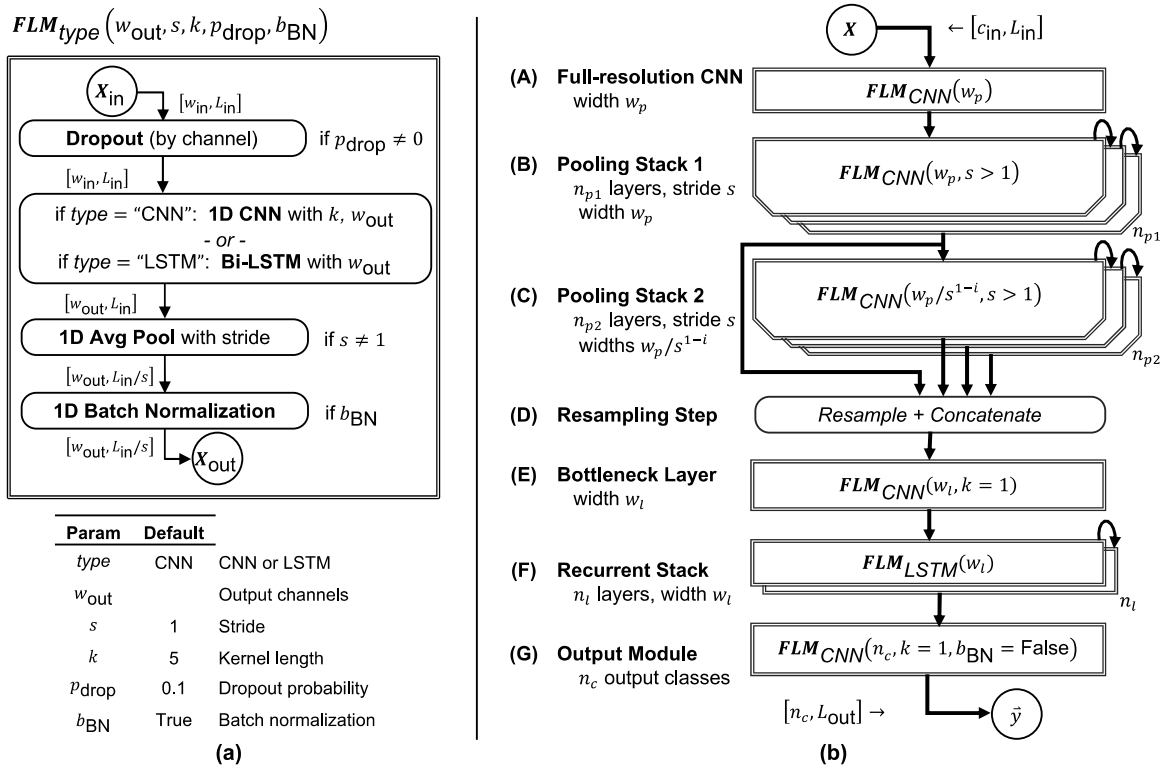 FLM_type (w_out, s, k, p_drop, b_BN)
X_in
[w_in, L_in]
Dropout (by channel)
if p_drop ≠ 0
[w_in, L_in]
if type = “CNN”: 1D CNN with k, w_out
- or -
if type = “LSTM”: Bi-LSTM with w_out
[w_out, L_in]
1D Avg Pool with stride
if s ≠ 1
[w_out, L_in/s]
1D Batch Normalization
if b_BN
[w_out, L_in/s]
X_out
Param Default
type CNN CNN or LSTM
w_out Output channels
s 1 Stride
k 5 Kernel length
p_drop 0.1 Dropout probability
b_BN True Batch normalization
(a)
X
← [c_in, L_in]
(A) Full-resolution CNN
width w_p
FLM_CNN(w_p)
(B) Pooling Stack 1
n_p1 layers, stride s
width w_p
FLM_CNN(w_p, s > 1)
n_p1
(C) Pooling Stack 2
n_p2 layers, stride s
widths w_p/s^{1-i}
FLM_CNN(w_p/s^{1-i}, s > 1)
n_p2
(D) Resampling Step
Resample + Concatenate
(E) Bottleneck Layer
width w_l
FLM_CNN(w_l, k = 1)
(F) Recurrent Stack
n_l layers, width w_l
FLM_LSTM(w_l)
n_l
(G) Output Module
n_c output classes
FLM_CNN(n_c, k = 1, b_BN = False)
[n_c, L_out] →
y⃗
(b)